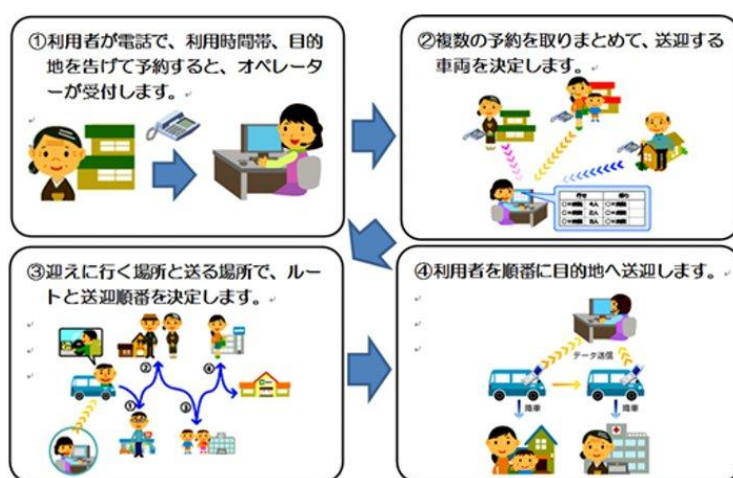 ①利用者が電話で、利用時間帯、目的
地を告げて予約すると、オペレーター
が受付します。
②複数の予約を取りまとめて、送迎する
車両を決定します。
③迎えに行く場所と送る場所で、ルー
トと送迎順番を決定します。
①
②
③
④
④利用者を順番に目的地へ送迎します。
データ送信
降車
降車